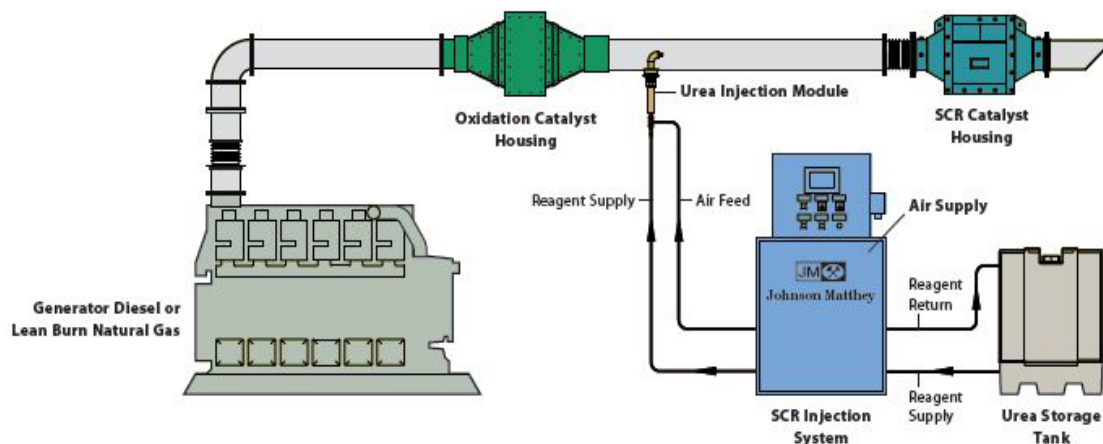 Oxidation Catalyst
Housing
Urea Injection Module
SCR Catalyst
Housing
Reagent Supply
Air Feed
Air Supply
Generator Diesel or
Lean Burn Natural Gas
JM
Johnson Matthey
Reagent
Return
Reagent
Supply
SCR Injection
System
Urea Storage
Tank